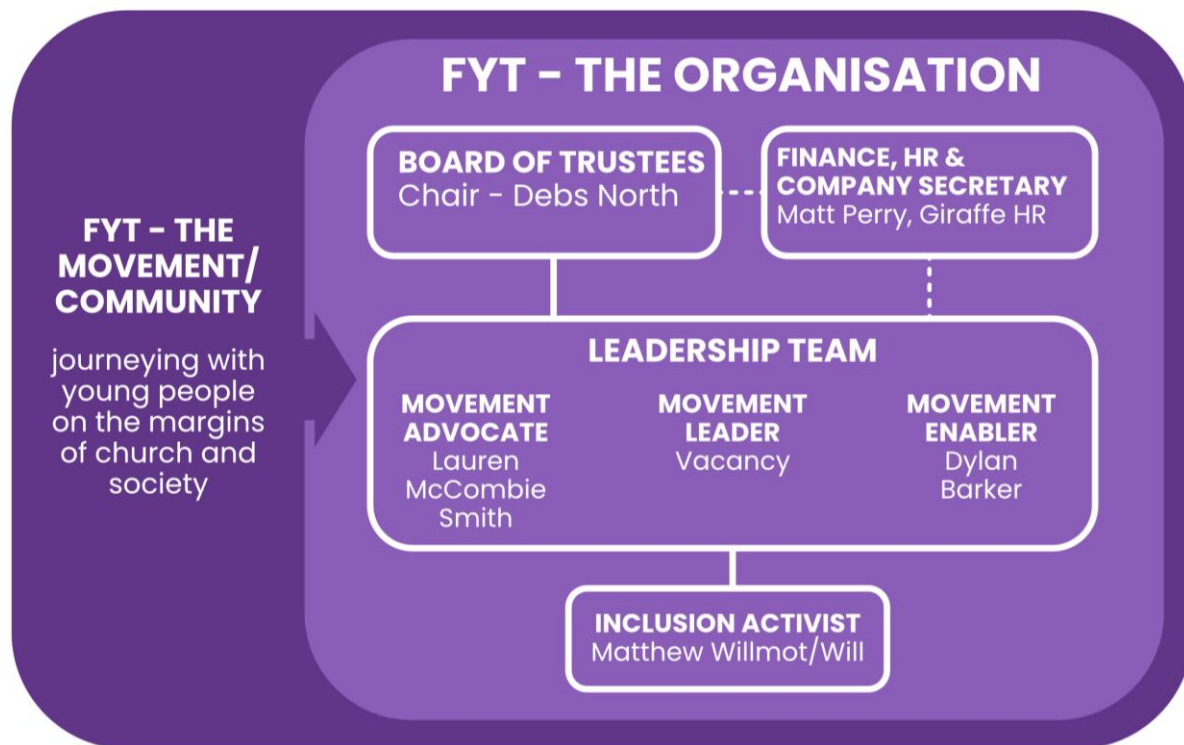 FYT – THE ORGANISATION
BOARD OF TRUSTEES
Chair – Debs North
FINANCE, HR &
COMPANY SECRETARY
Matt Perry, Giraffe HR
FYT – THE
MOVEMENT/
COMMUNITY
journeying with
young people
on the margins
of church and
society
LEADERSHIP TEAM
MOVEMENT
ADVOCATE
Lauren
McCombie
Smith
MOVEMENT
LEADER
Vacancy
MOVEMENT
ENABLER
Dylan
Barker
INCLUSION ACTIVIST
Matthew Willmot/Will